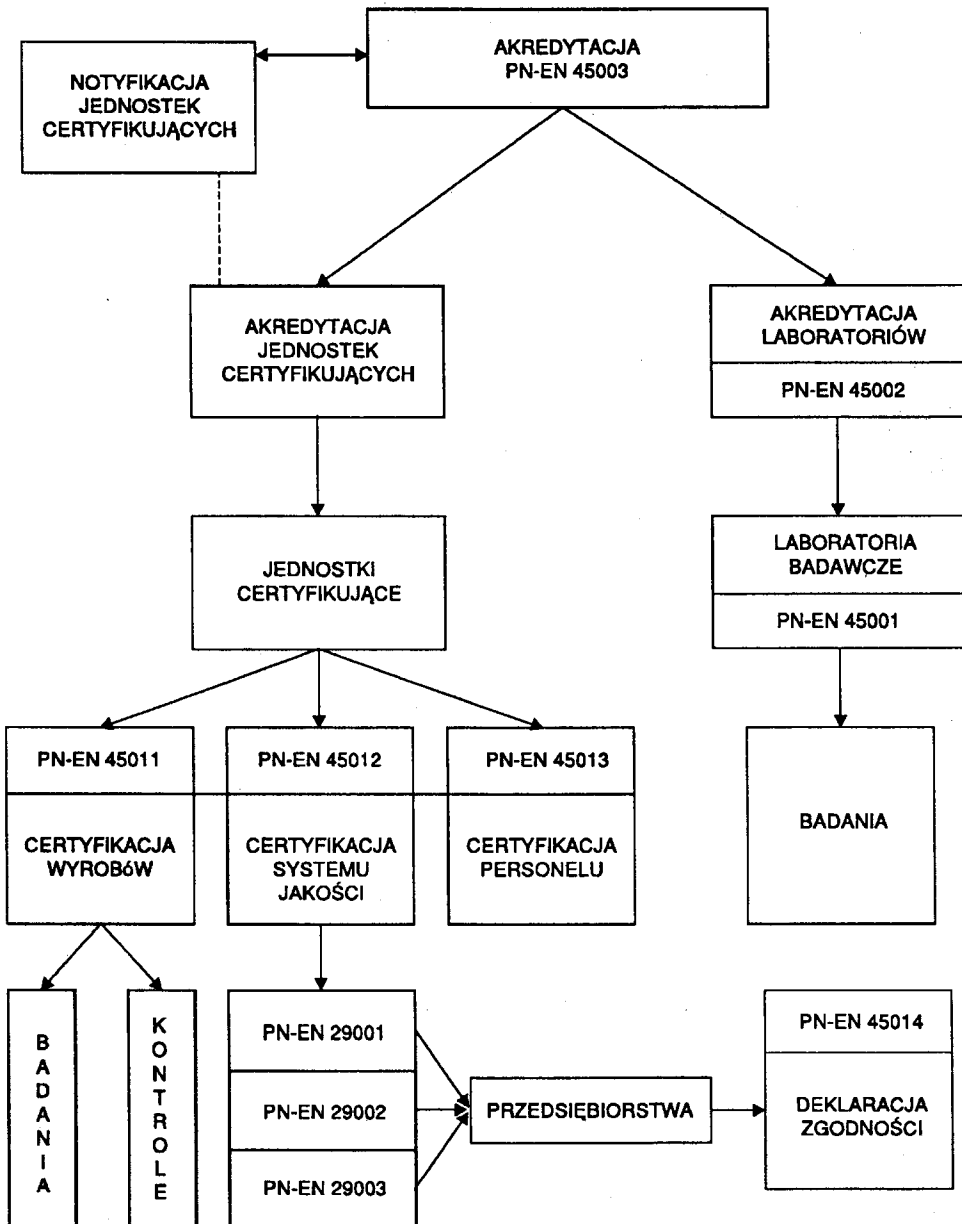 AKREDYTACJA
PN-EN 45003
NOTYFIKACJA
JEDNOSTEK
CERTYFIKUJĄCYCH
AKREDYTACJA
JEDNOSTEK
CERTYFIKUJĄCYCH
AKREDYTACJA
LABORATORIÓW
PN-EN 45002
JEDNOSTKI
CERTYFIKUJĄCE
LABORATORIA
BADAWCZE
PN-EN 45001
PN-EN 45011
CERTYFIKACJA
WYROBóW
PN-EN 45012
CERTYFIKACJA
SYSTEMU
JAKOŚCI
PN-EN 45013
CERTYFIKACJA
PERSONELU
BADANIA
BADANIA
KONTROLE
PN-EN 29001
PN-EN 29002
PN-EN 29003
PRZEDSIĘBIORSTWA
PN-EN 45014
DEKLARACJA
ZGODNOŚCI